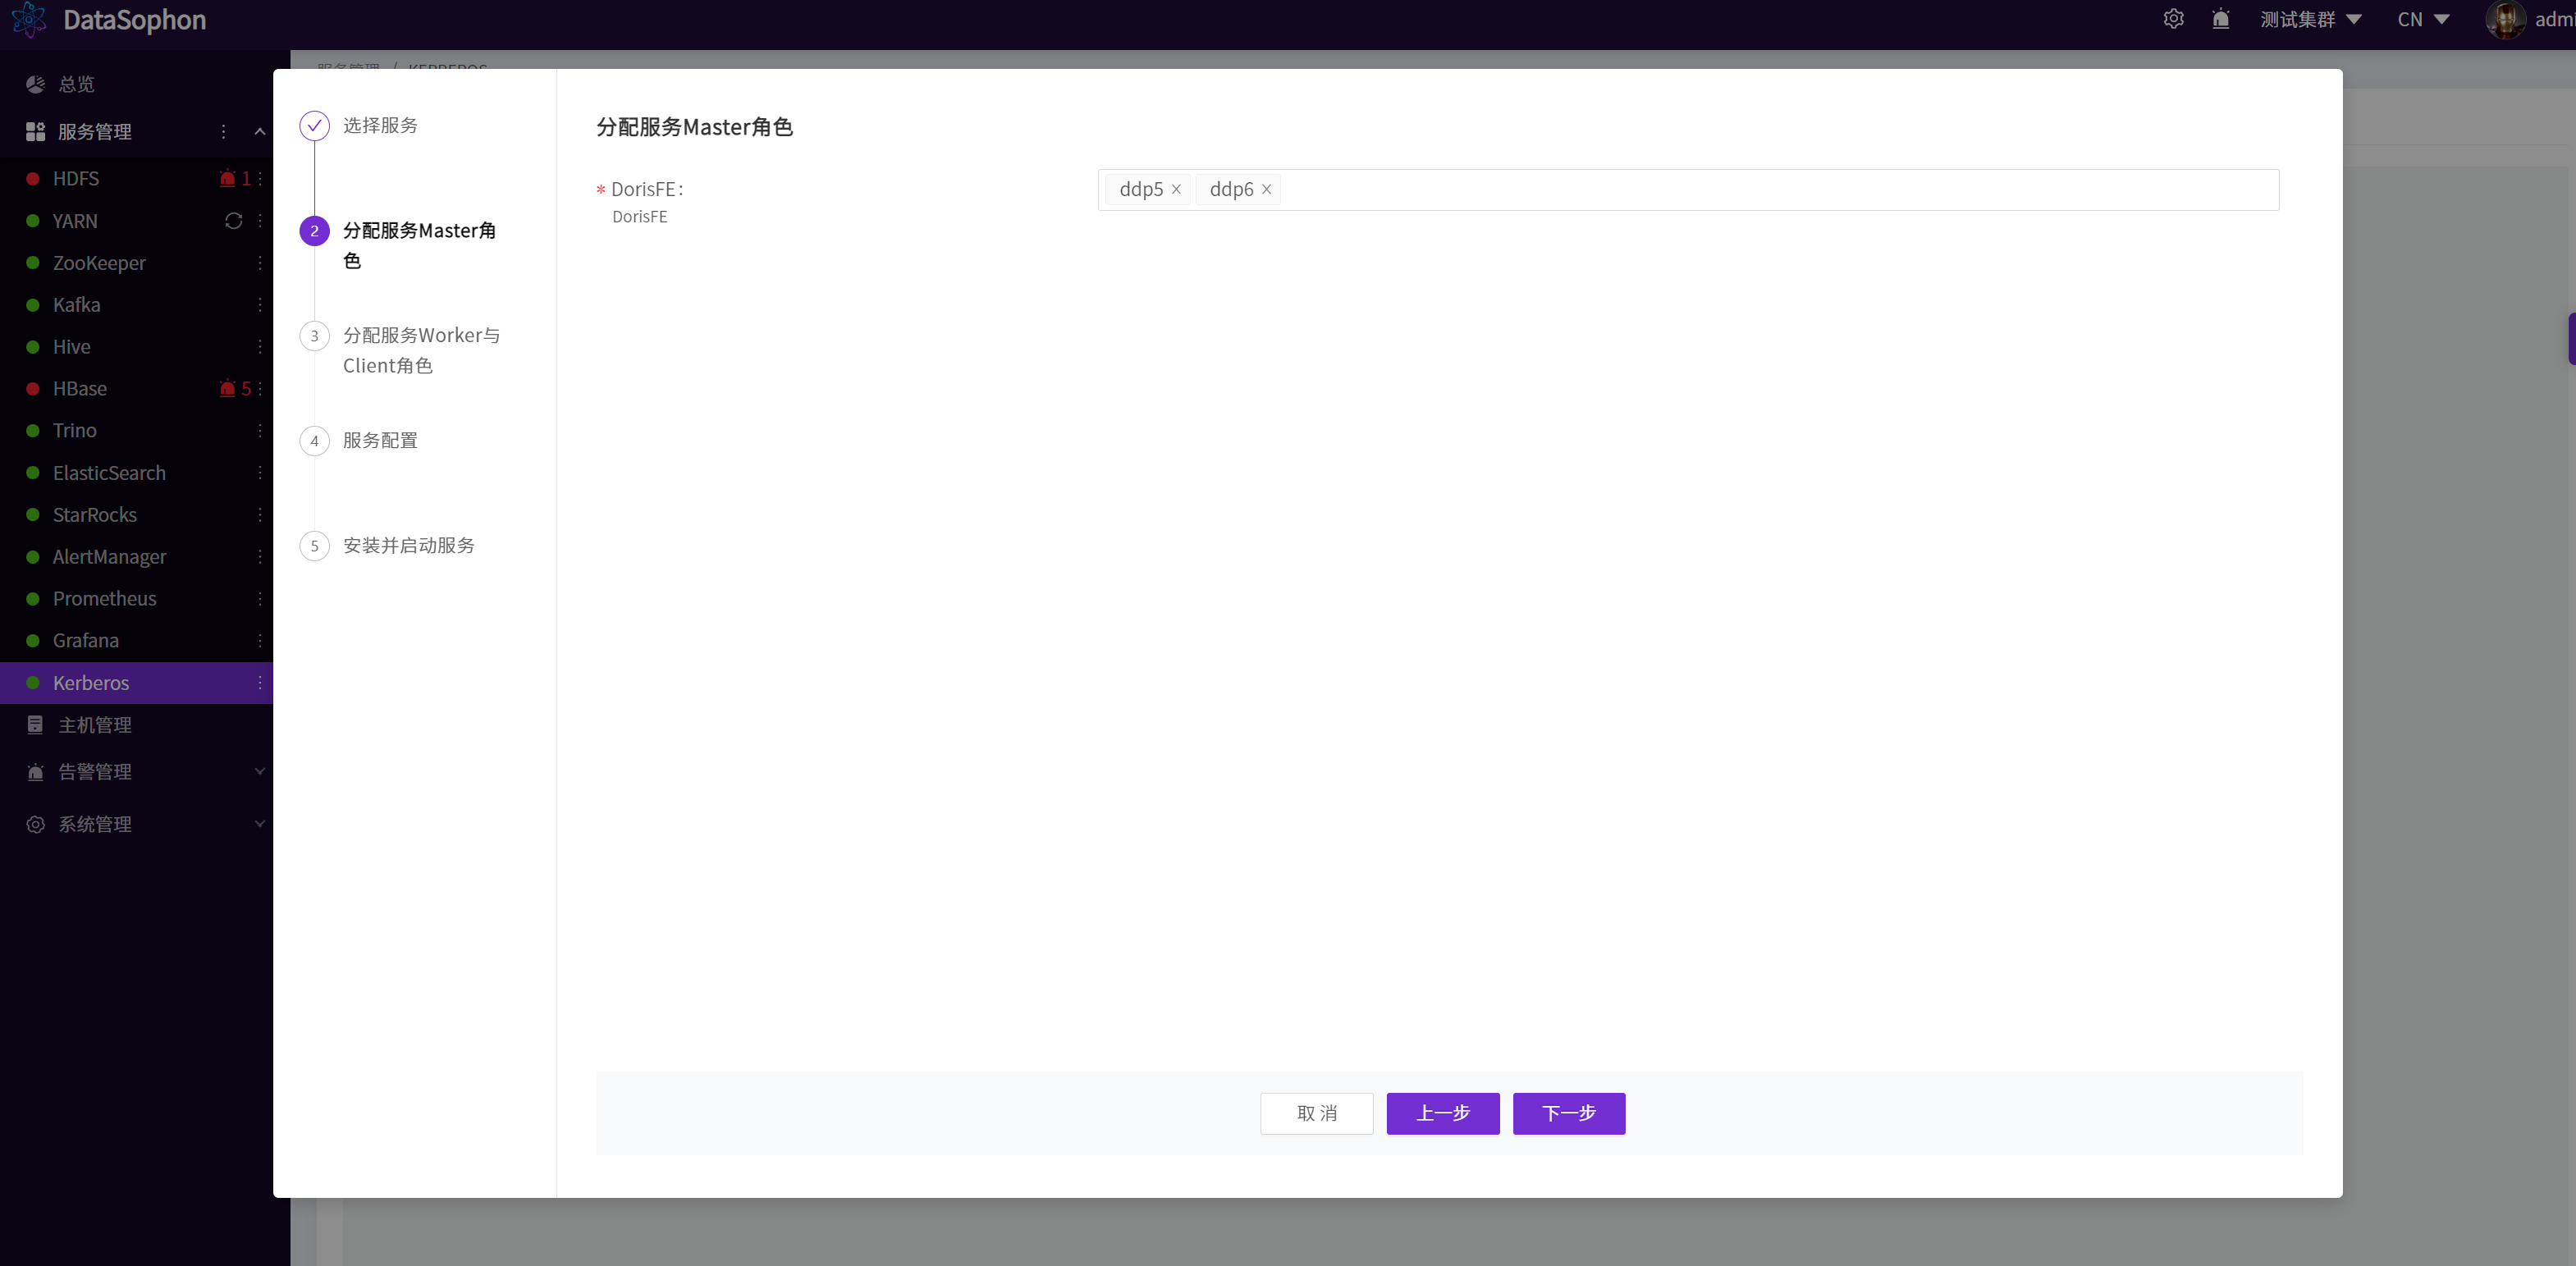 DataSophon
测试集群
CN
总览
服务管理
HDFS
1
YARN
ZooKeeper
Kafka
Hive
HBase
5
Trino
ElasticSearch
StarRocks
AlertManager
Prometheus
Grafana
Kerberos
主机管理
告警管理
系统管理
服务管理 / KERBEROS
选择服务
2
分配服务Master角
色
3
分配服务Worker与
Client角色
4
服务配置
5
安装并启动服务
分配服务Master角色
* DorisFE：
DorisFE
ddp5 ×
ddp6 ×
取 消
上一步
下一步